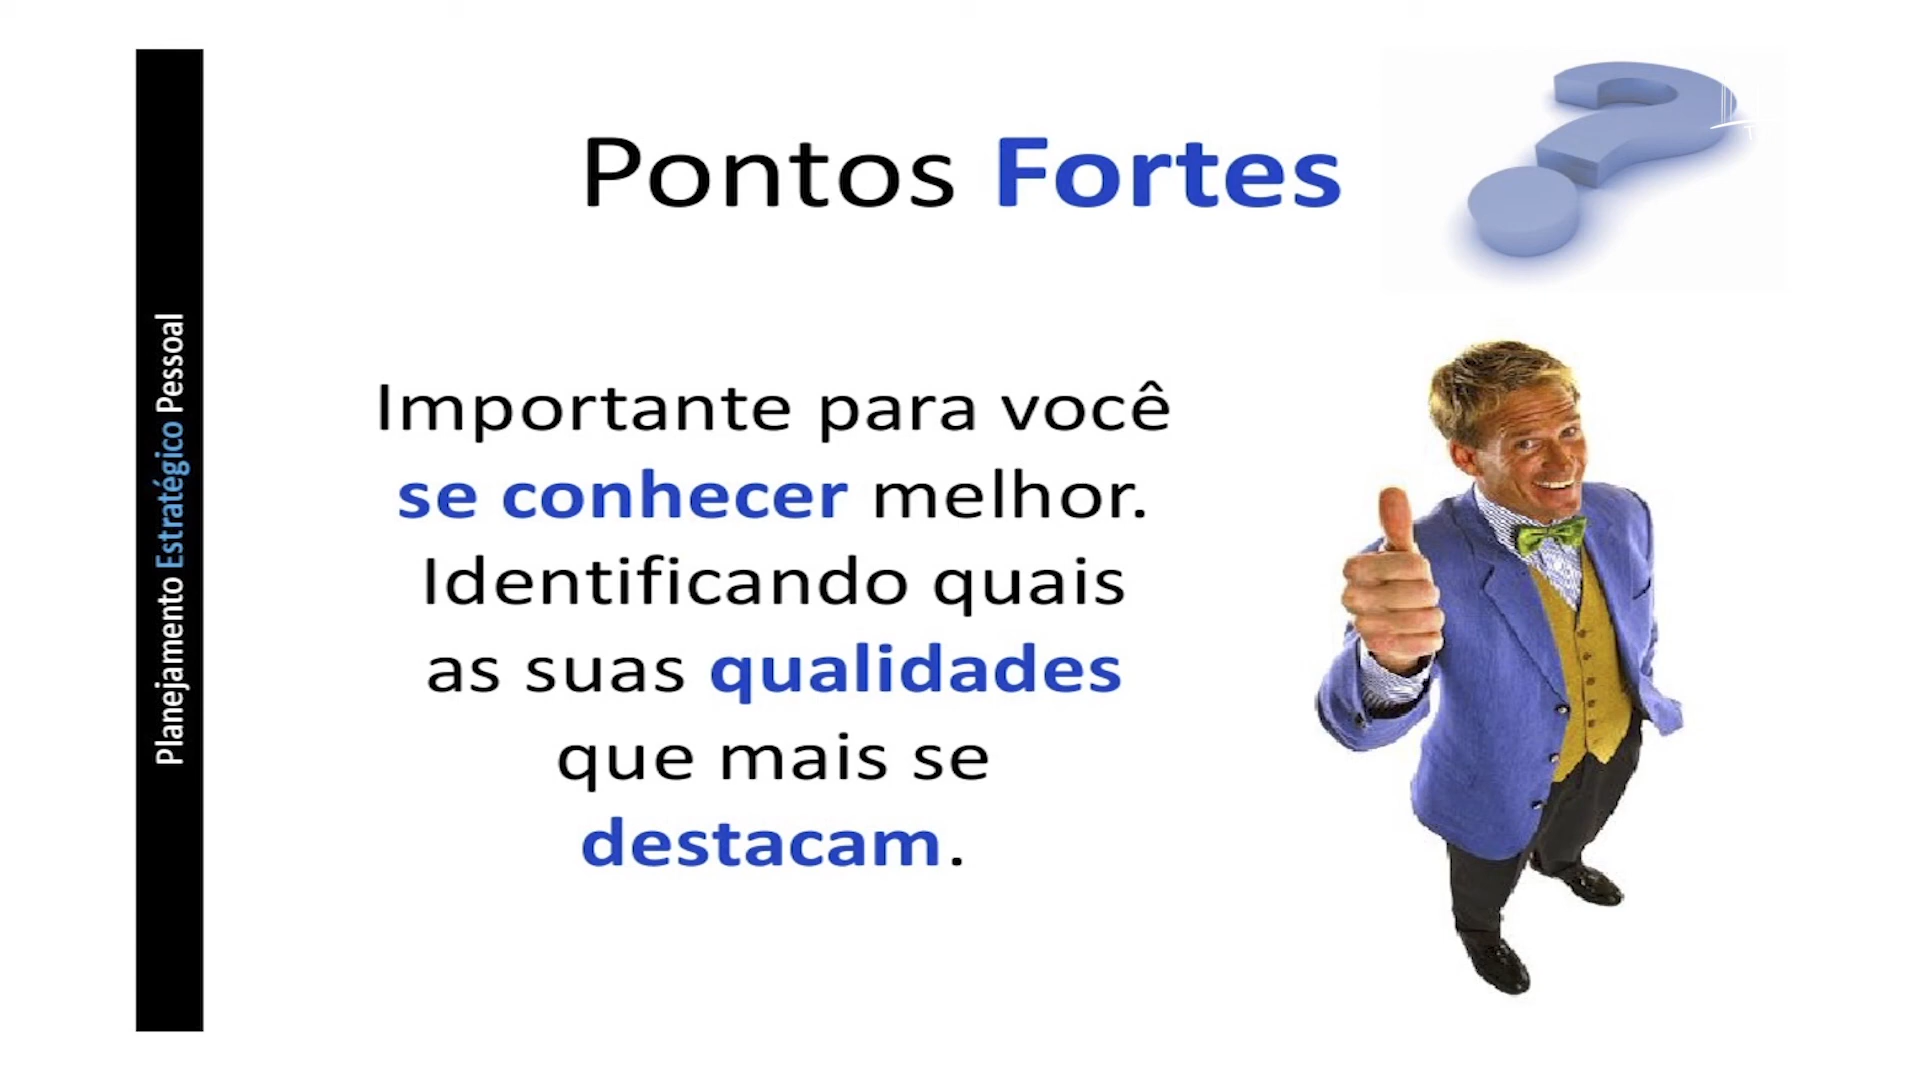 Pontos Fortes
Planejamento Estratégico Pessoal
Importante para você
se conhecer melhor.
Identificando quais
as suas qualidades
que mais se
destacam.